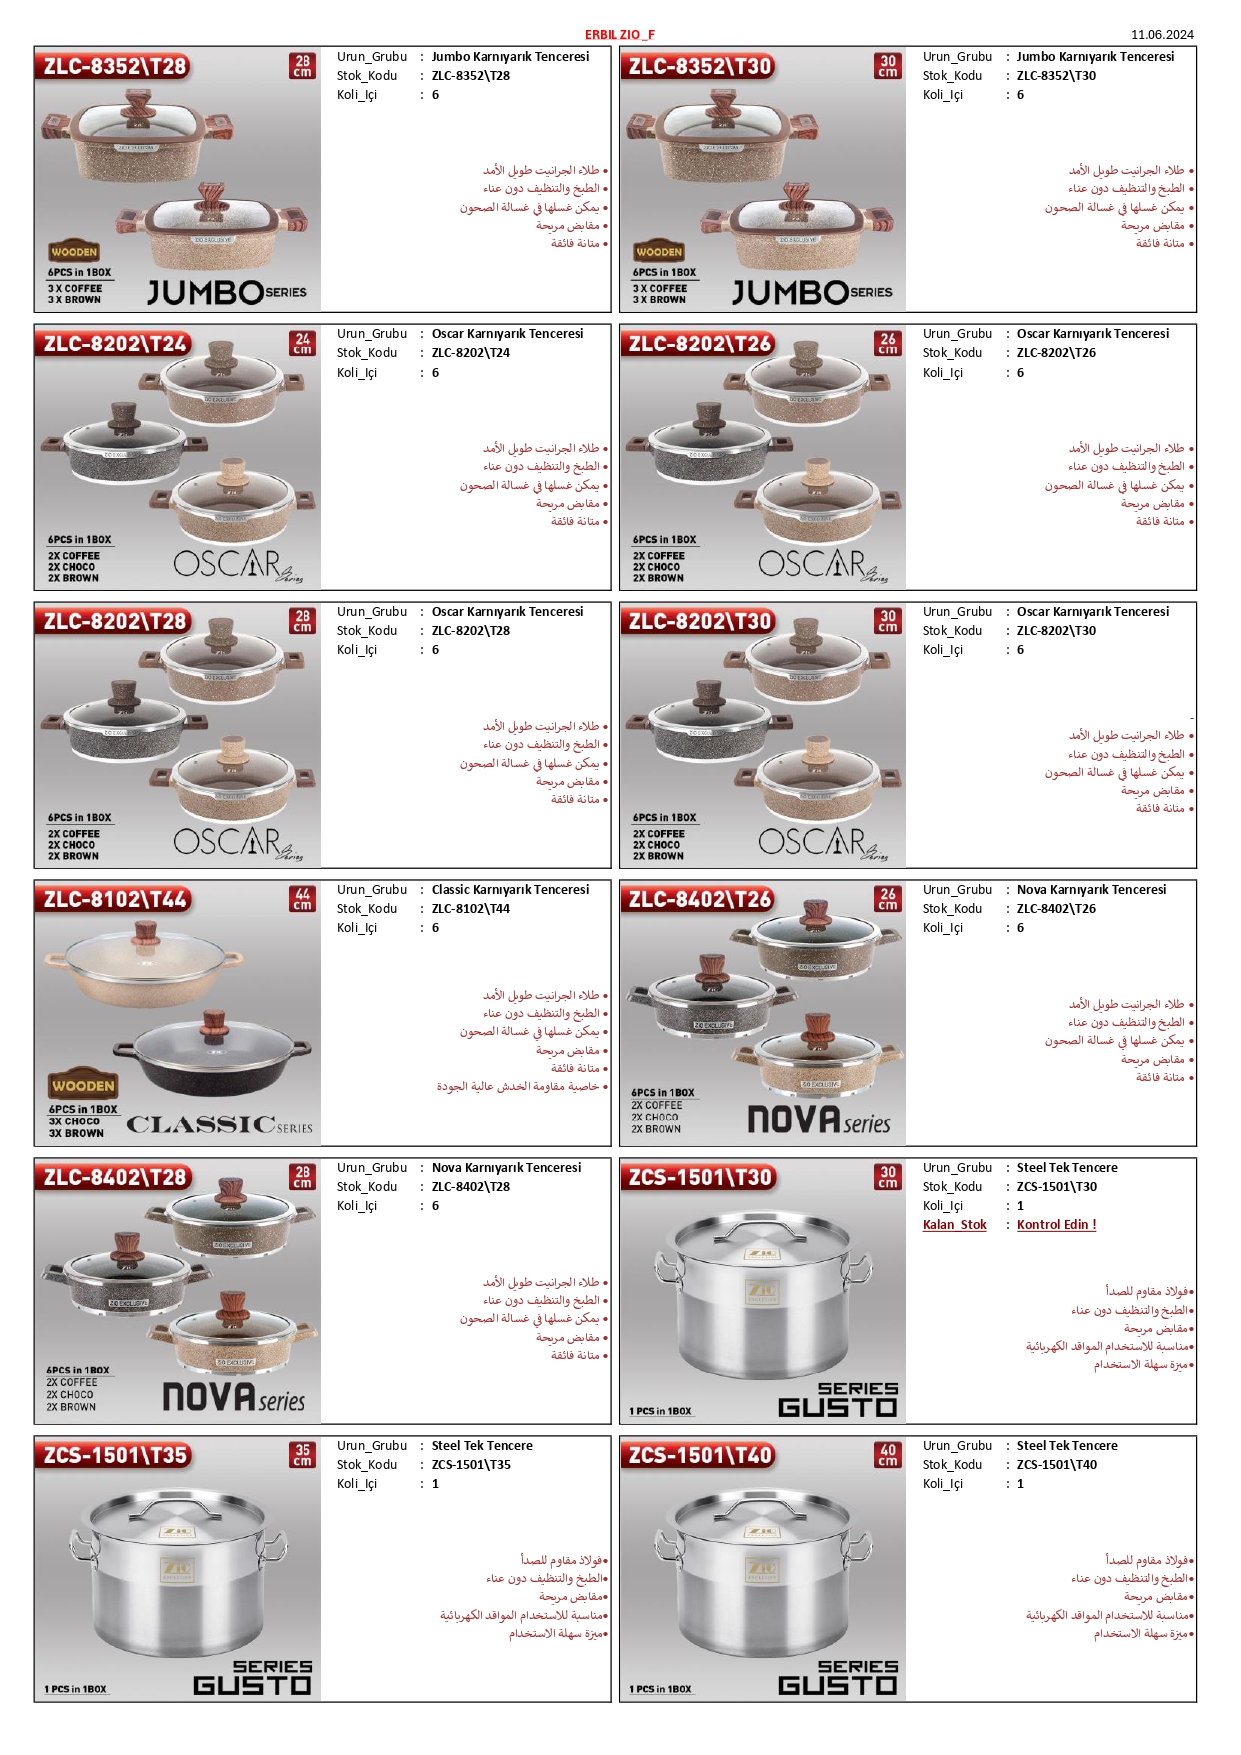 ERBIL ZIO_F
11.06.2024
ZLC-8352\T28
28 cm
WOODEN
6PCS in 1BOX
3 X COFFEE
3 X BROWN
JUMBO SERIES
Urun_Grubu : Jumbo Karnıyarık Tenceresi
Stok_Kodu : ZLC-8352\T28
Koli_Içi : 6
• طلاء الجرانيت طويل الأمد
• الطبخ والتنظيف دون عناء
• يمكن غسلها في غسالة الصحون
• مقابض مريحة
• متانة فائقة
ZLC-8352\T30
30 cm
WOODEN
6PCS in 1BOX
3 X COFFEE
3 X BROWN
JUMBO SERIES
Urun_Grubu : Jumbo Karnıyarık Tenceresi
Stok_Kodu : ZLC-8352\T30
Koli_Içi : 6
• طلاء الجرانيت طويل الأمد
• الطبخ والتنظيف دون عناء
• يمكن غسلها في غسالة الصحون
• مقابض مريحة
• متانة فائقة
ZLC-8202\T24
24 cm
6PCS in 1BOX
2X COFFEE
2X CHOCO
2X BROWN
OSCAR Series
Urun_Grubu : Oscar Karnıyarık Tenceresi
Stok_Kodu : ZLC-8202\T24
Koli_Içi : 6
• طلاء الجرانيت طويل الأمد
• الطبخ والتنظيف دون عناء
• يمكن غسلها في غسالة الصحون
• مقابض مريحة
• متانة فائقة
ZLC-8202\T26
26 cm
6PCS in 1BOX
2X COFFEE
2X CHOCO
2X BROWN
OSCAR Series
Urun_Grubu : Oscar Karnıyarık Tenceresi
Stok_Kodu : ZLC-8202\T26
Koli_Içi : 6
• طلاء الجرانيت طويل الأمد
• الطبخ والتنظيف دون عناء
• يمكن غسلها في غسالة الصحون
• مقابض مريحة
• متانة فائقة
ZLC-8202\T28
28 cm
6PCS in 1BOX
2X COFFEE
2X CHOCO
2X BROWN
OSCAR Series
Urun_Grubu : Oscar Karnıyarık Tenceresi
Stok_Kodu : ZLC-8202\T28
Koli_Içi : 6
• طلاء الجرانيت طويل الأمد
• الطبخ والتنظيف دون عناء
• يمكن غسلها في غسالة الصحون
• مقابض مريحة
• متانة فائقة
ZLC-8202\T30
30 cm
6PCS in 1BOX
2X COFFEE
2X CHOCO
2X BROWN
OSCAR Series
Urun_Grubu : Oscar Karnıyarık Tenceresi
Stok_Kodu : ZLC-8202\T30
Koli_Içi : 6
-
• طلاء الجرانيت طويل الأمد
• الطبخ والتنظيف دون عناء
• يمكن غسلها في غسالة الصحون
• مقابض مريحة
• متانة فائقة
ZLC-8102\T44
44 cm
WOODEN
6PCS in 1BOX
3X CHOCO
3X BROWN
CLASSIC SERIES
Urun_Grubu : Classic Karnıyarık Tenceresi
Stok_Kodu : ZLC-8102\T44
Koli_Içi : 6
• طلاء الجرانيت طويل الأمد
• الطبخ والتنظيف دون عناء
• يمكن غسلها في غسالة الصحون
• مقابض مريحة
• متانة فائقة
• خاصية مقاومة الخدش عالية الجودة
ZLC-8402\T26
26 cm
ZIO EXCLUSIVE
6PCS in 1BOX
2X COFFEE
2X CHOCO
2X BROWN
NOVA series
Urun_Grubu : Nova Karnıyarık Tenceresi
Stok_Kodu : ZLC-8402\T26
Koli_Içi : 6
• طلاء الجرانيت طويل الأمد
• الطبخ والتنظيف دون عناء
• يمكن غسلها في غسالة الصحون
• مقابض مريحة
• متانة فائقة
ZLC-8402\T28
28 cm
ZIO EXCLUSIVE
6PCS in 1BOX
2X COFFEE
2X CHOCO
2X BROWN
NOVA series
Urun_Grubu : Nova Karnıyarık Tenceresi
Stok_Kodu : ZLC-8402\T28
Koli_Içi : 6
• طلاء الجرانيت طويل الأمد
• الطبخ والتنظيف دون عناء
• يمكن غسلها في غسالة الصحون
• مقابض مريحة
• متانة فائقة
ZCS-1501\T30
30 cm
ZIO
1 PCS in 1BOX
SERIES
GUSTO
Urun_Grubu : Steel Tek Tencere
Stok_Kodu : ZCS-1501\T30
Koli_Içi : 1
Kalan_Stok : Kontrol Edin !
•فولاذ مقاوم للصدأ
•الطبخ والتنظيف دون عناء
•مقابض مريحة
•مناسبة للاستخدام المواقد الكهربائية
•ميزة سهلة الاستخدام
ZCS-1501\T35
35 cm
ZIO
1 PCS in 1BOX
SERIES
GUSTO
Urun_Grubu : Steel Tek Tencere
Stok_Kodu : ZCS-1501\T35
Koli_Içi : 1
•فولاذ مقاوم للصدأ
•الطبخ والتنظيف دون عناء
•مقابض مريحة
•مناسبة للاستخدام المواقد الكهربائية
•ميزة سهلة الاستخدام
ZCS-1501\T40
40 cm
ZIO
1 PCS in 1BOX
SERIES
GUSTO
Urun_Grubu : Steel Tek Tencere
Stok_Kodu : ZCS-1501\T40
Koli_Içi : 1
•فولاذ مقاوم للصدأ
•الطبخ والتنظيف دون عناء
•مقابض مريحة
•مناسبة للاستخدام المواقد الكهربائية
•ميزة سهلة الاستخدام